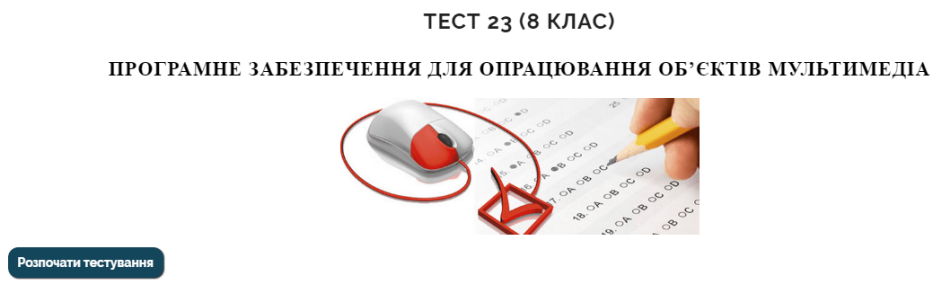 ТЕСТ 23 (8 КЛАС)
ПРОГРАМНЕ ЗАБЕЗПЕЧЕННЯ ДЛЯ ОПРАЦЮВАННЯ ОБ’ЄКТІВ МУЛЬТИМЕДІА
Розпочати тестування